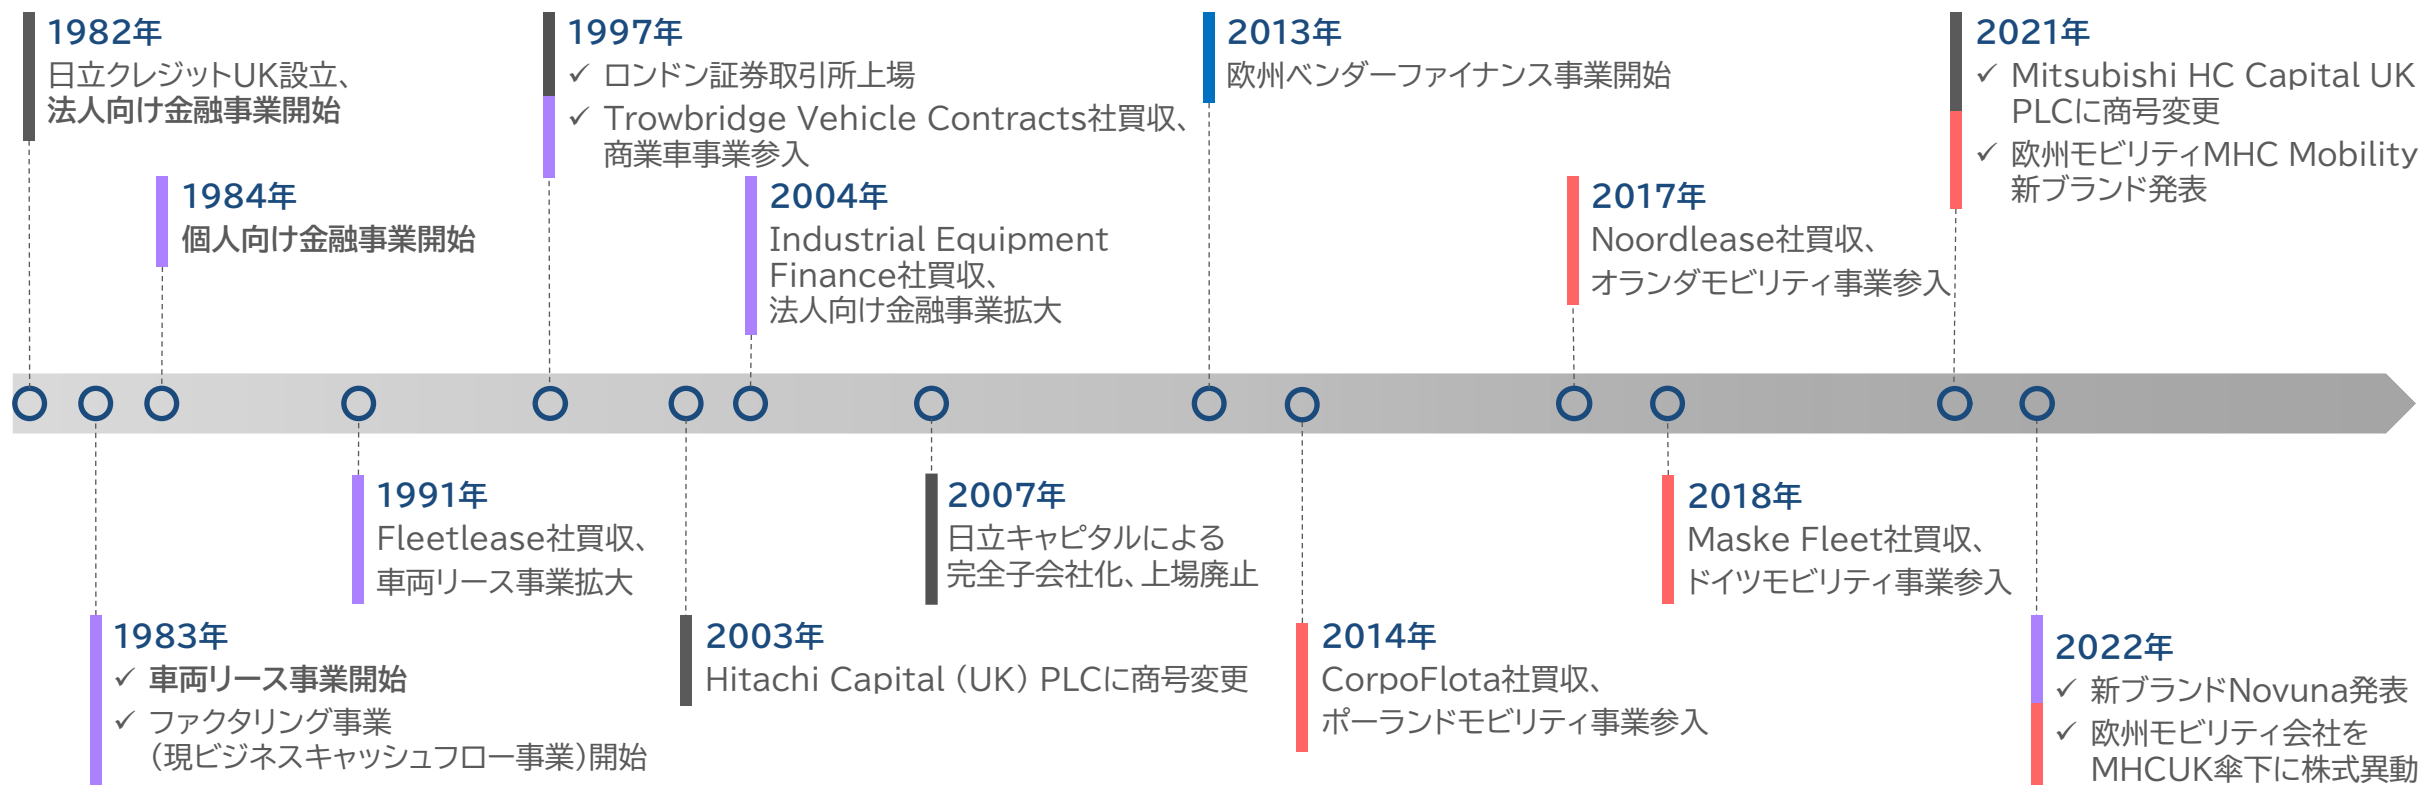 1982年
日立クレジットUK設立、
法人向け金融事業開始
1984年
個人向け金融事業開始
1997年
✓ ロンドン証券取引所上場
✓ Trowbridge Vehicle Contracts社買収、
商業車事業参入
2004年
Industrial Equipment
Finance社買収、
法人向け金融事業拡大
2013年
欧州ベンダーファイナンス事業開始
2017年
Noordlease社買収、
オランダモビリティ事業参入
2021年
✓ Mitsubishi HC Capital UK
PLCに商号変更
✓ 欧州モビリティMHC Mobility
新ブランド発表
1983年
✓ 車両リース事業開始
✓ ファクタリング事業
（現ビジネスキャッシュフロー事業）開始
1991年
Fleetlease社買収、
車両リース事業拡大
2003年
Hitachi Capital（UK）PLCに商号変更
2007年
日立キャピタルによる
完全子会社化、上場廃止
2014年
CorpoFlota社買収、
ポーランドモビリティ事業参入
2018年
Maske Fleet社買収、
ドイツモビリティ事業参入
2022年
✓ 新ブランドNovuna発表
✓ 欧州モビリティ会社を
MHCUK傘下に株式異動